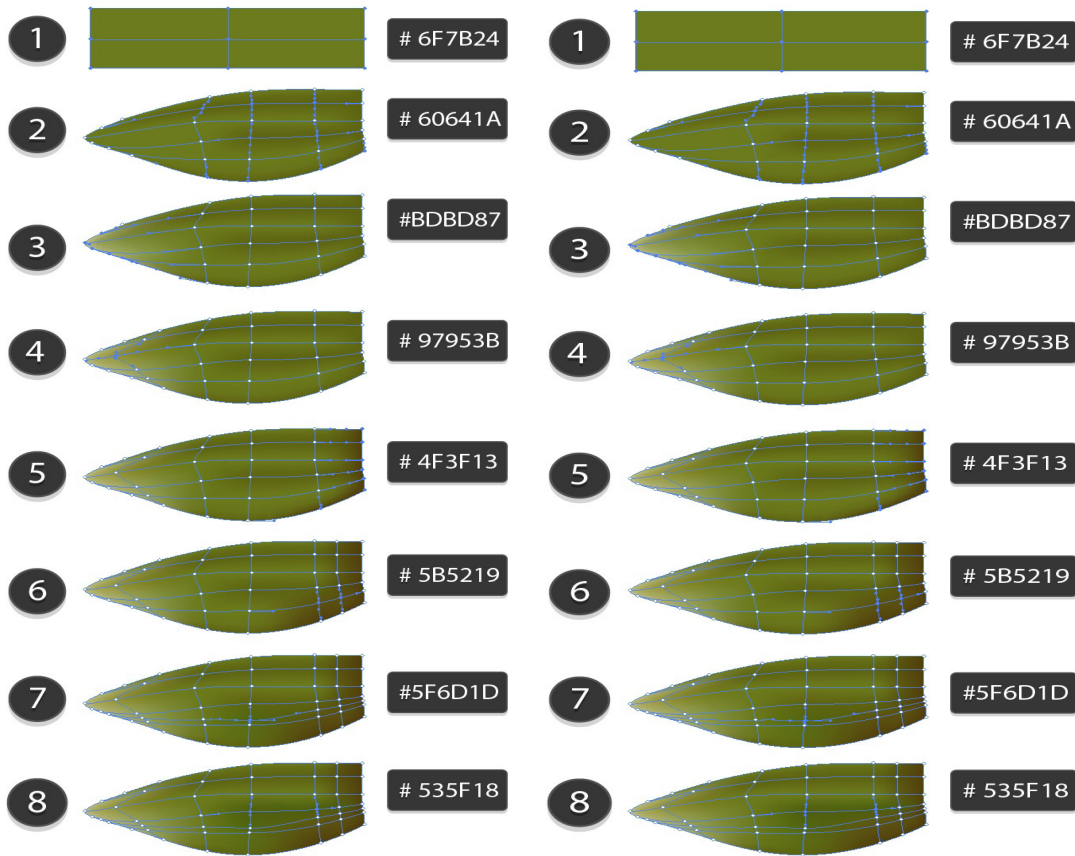 1
# 6F7B24
2
# 60641A
3
#BDBD87
4
# 97953B
5
# 4F3F13
6
# 5B5219
7
#5F6D1D
8
# 535F18
1
# 6F7B24
2
# 60641A
3
#BDBD87
4
# 97953B
5
# 4F3F13
6
# 5B5219
7
#5F6D1D
8
# 535F18